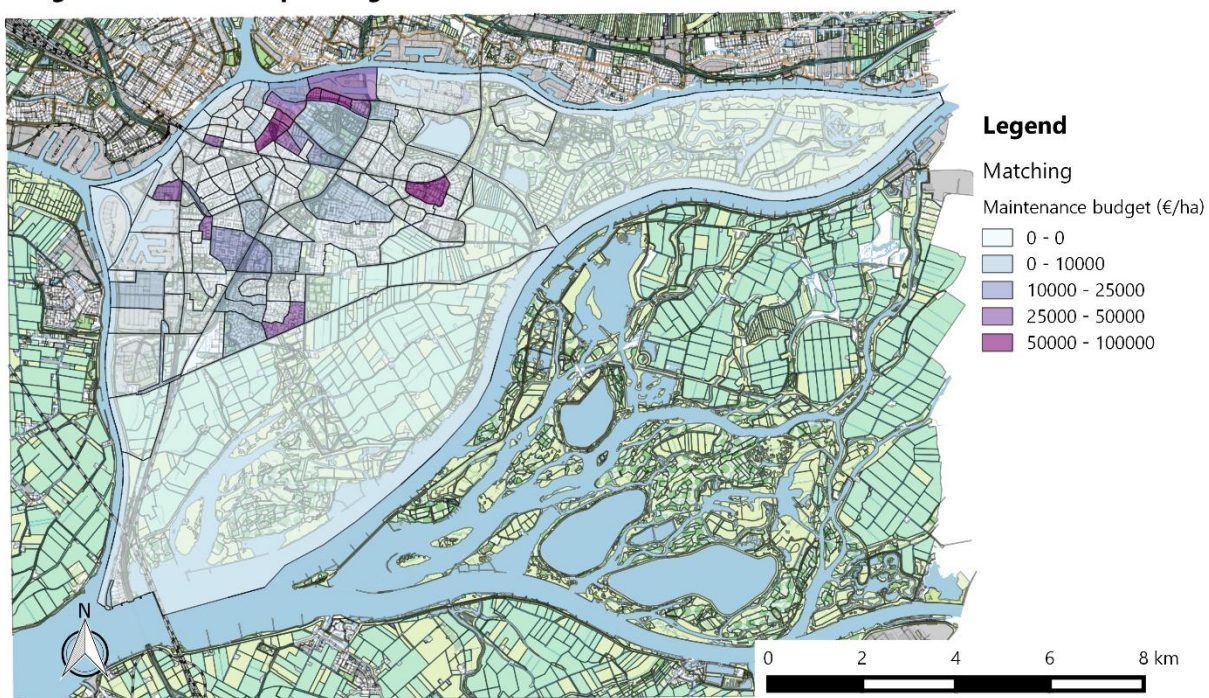 Legend
Matching
Maintenance budget (€/ha)
0 - 0
0 - 10000
10000 - 25000
25000 - 50000
50000 - 100000
N
0 2 4 6 8 km